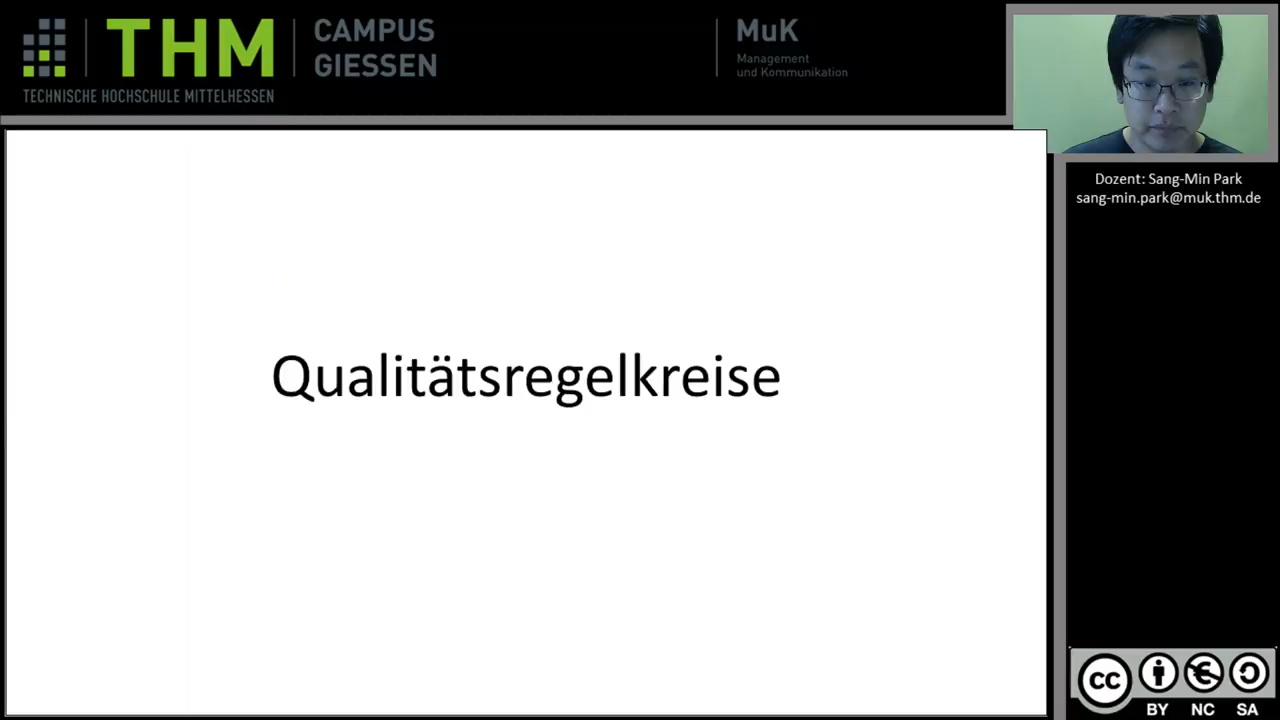 THM
CAMPUS
GIESSEN
TECHNISCHE HOCHSCHULE MITTELHESSEN
MuK
Management
und Kommunikation
Dozent: Sang-Min Park
sang-min.park@muk.thm.de
Qualitätsregelkreise
cc
BY NC SA